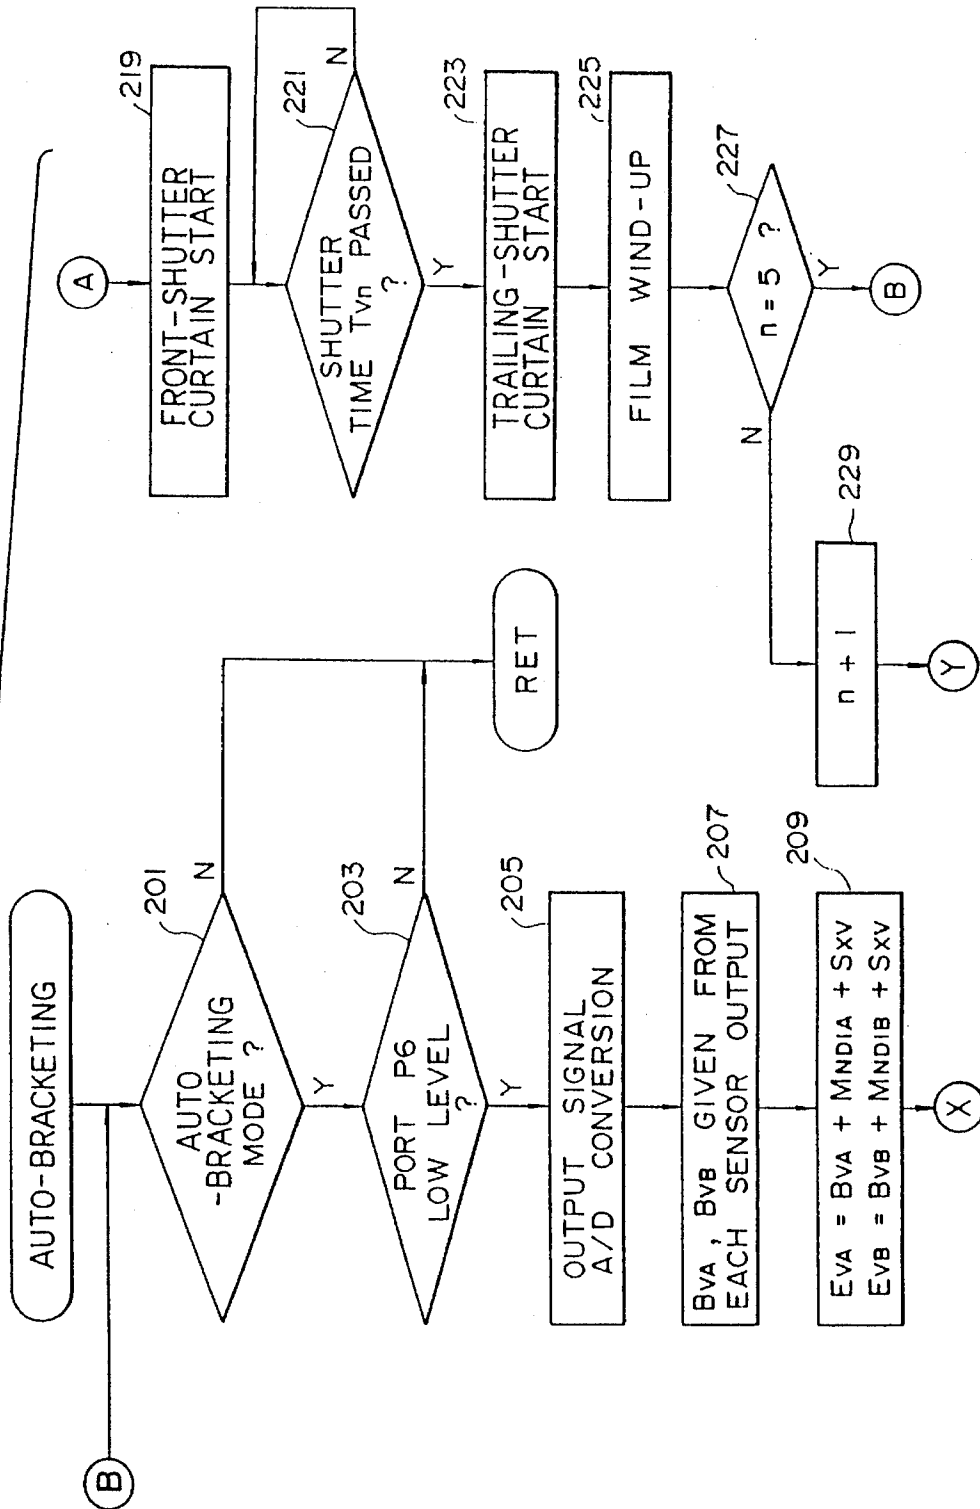 AUTO-BRACKETING
B
201
AUTO
-BRACKETING
MODE ?
N
Y
203
PORT P6
LOW LEVEL
?
N
Y
RET
205
OUTPUT SIGNAL
A/D CONVERSION
207
BVA, BVB GIVEN FROM
EACH SENSOR OUTPUT
209
EVA = BVA + MNDIA + SXV
EVB = BVB + MNDIB + SXV
X
A
219
FRONT-SHUTTER
CURTAIN START
221
SHUTTER
TIME TVn PASSED
?
N
Y
223
TRAILING-SHUTTER
CURTAIN START
225
FILM WIND-UP
227
n = 5 ?
N
Y
B
229
n + 1
Y